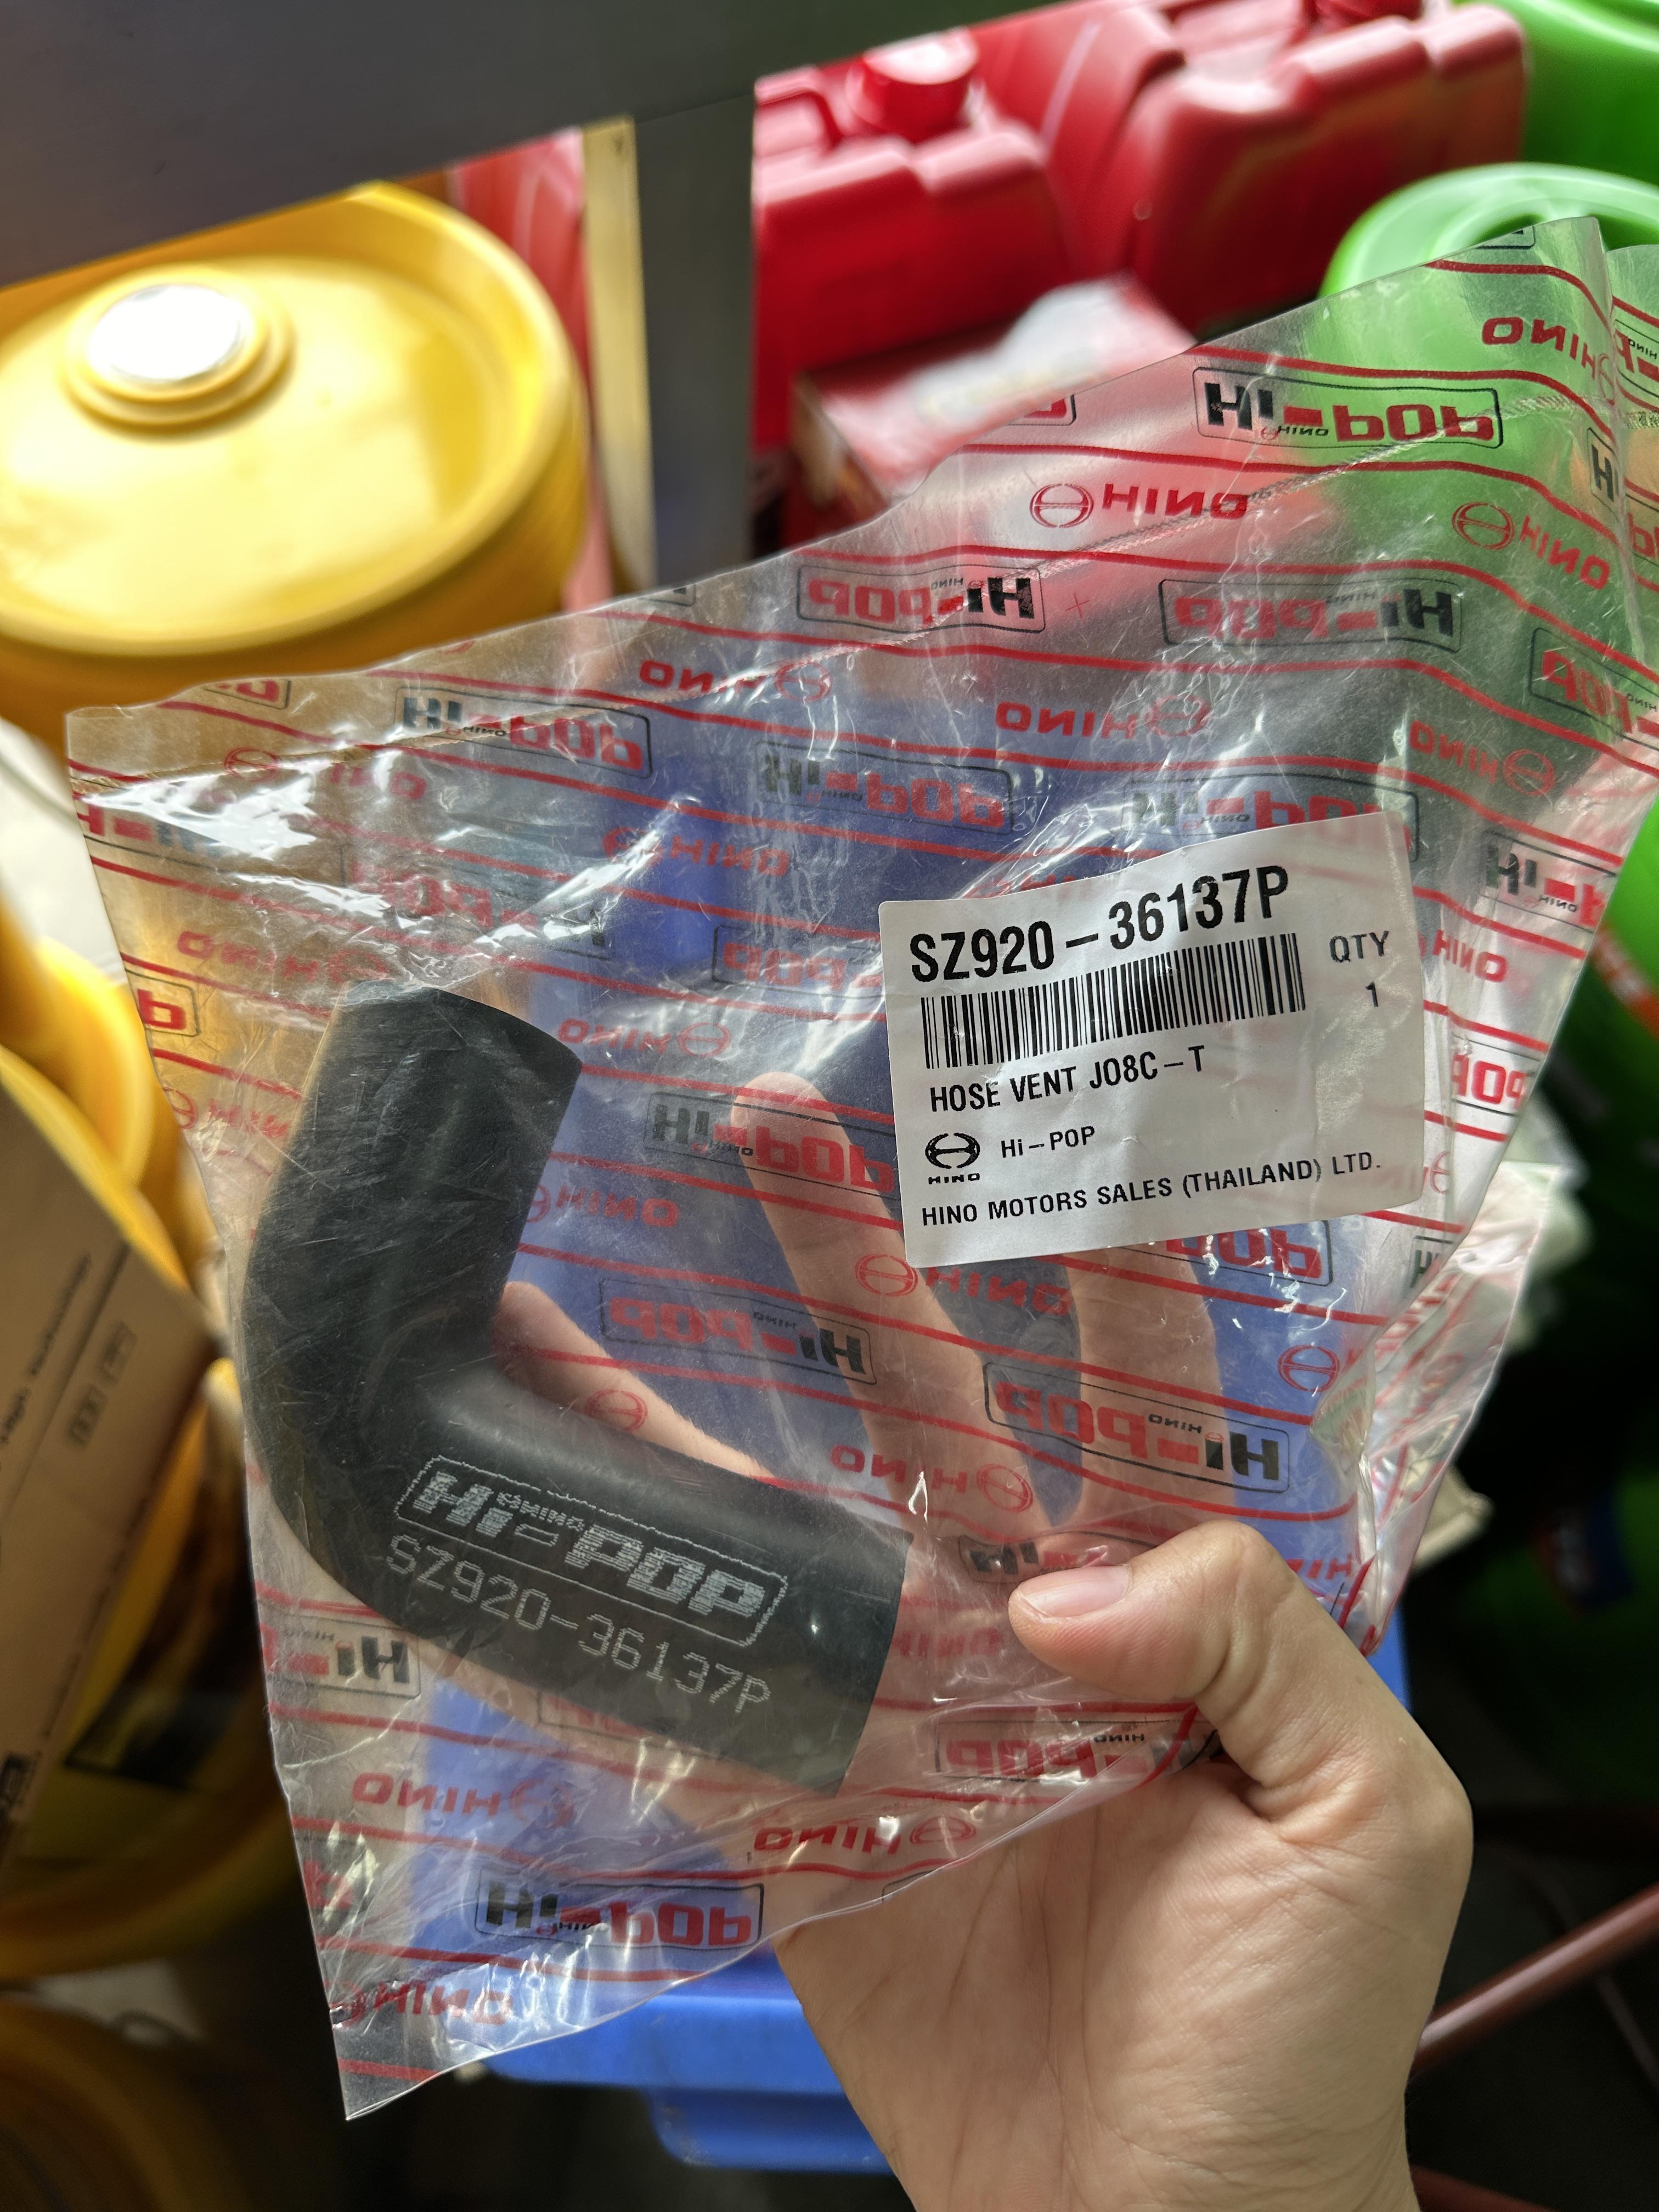 SZ920-36137P
QTY
1
HOSE VENT J08C-T
HINO
Hi-POP
HINO MOTORS SALES (THAILAND) LTD.
Hi-POP
HINO
SZ920-36137P
Hi-POP
HINO
HINO